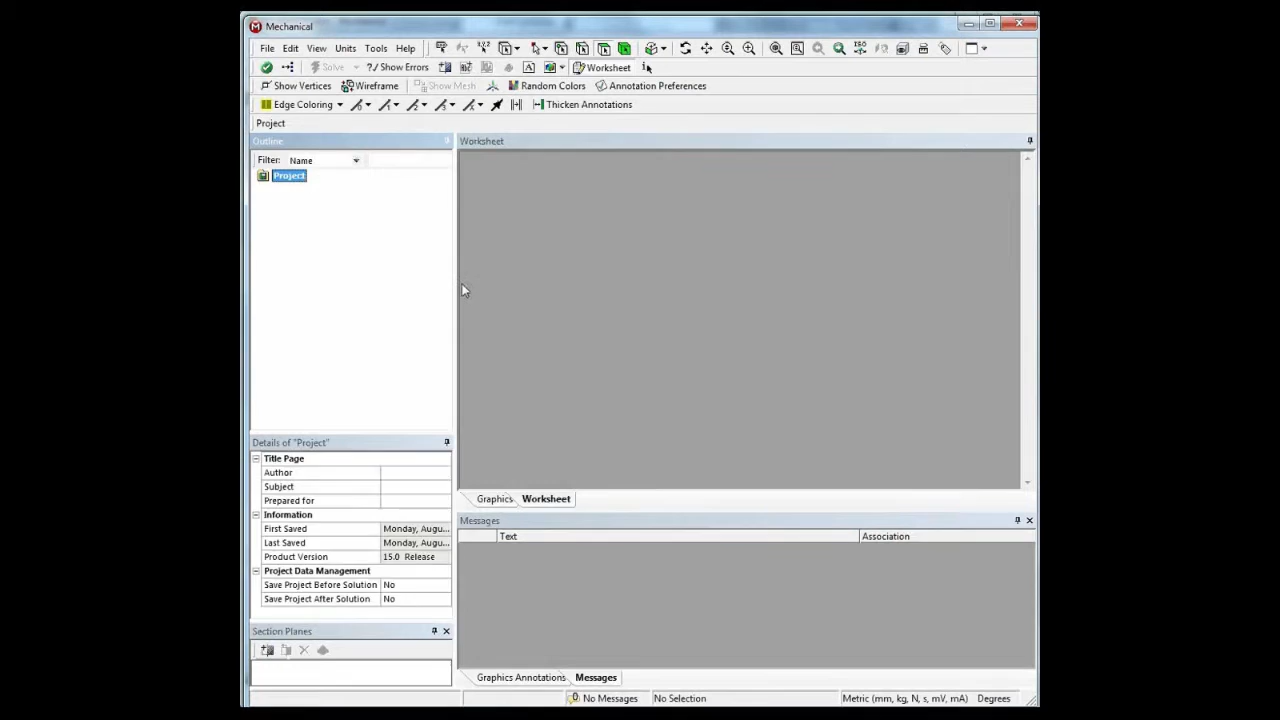 Mechanical
File Edit View Units Tools Help
Solve ?✓ Show Errors A Worksheet i
Show Vertices Wireframe Show Mesh Random Colors Annotation Preferences
Edge Coloring Thicken Annotations
Project
Outline
Filter: Name
Project
Worksheet
Graphics Worksheet
Details of "Project"
Title Page
Author
Subject
Prepared for
Information
First Saved Monday, Augu...
Last Saved Monday, Augu...
Product Version 15.0 Release
Project Data Management
Save Project Before Solution No
Save Project After Solution No
Section Planes
Messages
Text Association
Graphics Annotations Messages
0 No Messages No Selection Metric (mm, kg, N, s, mV, mA) Degrees